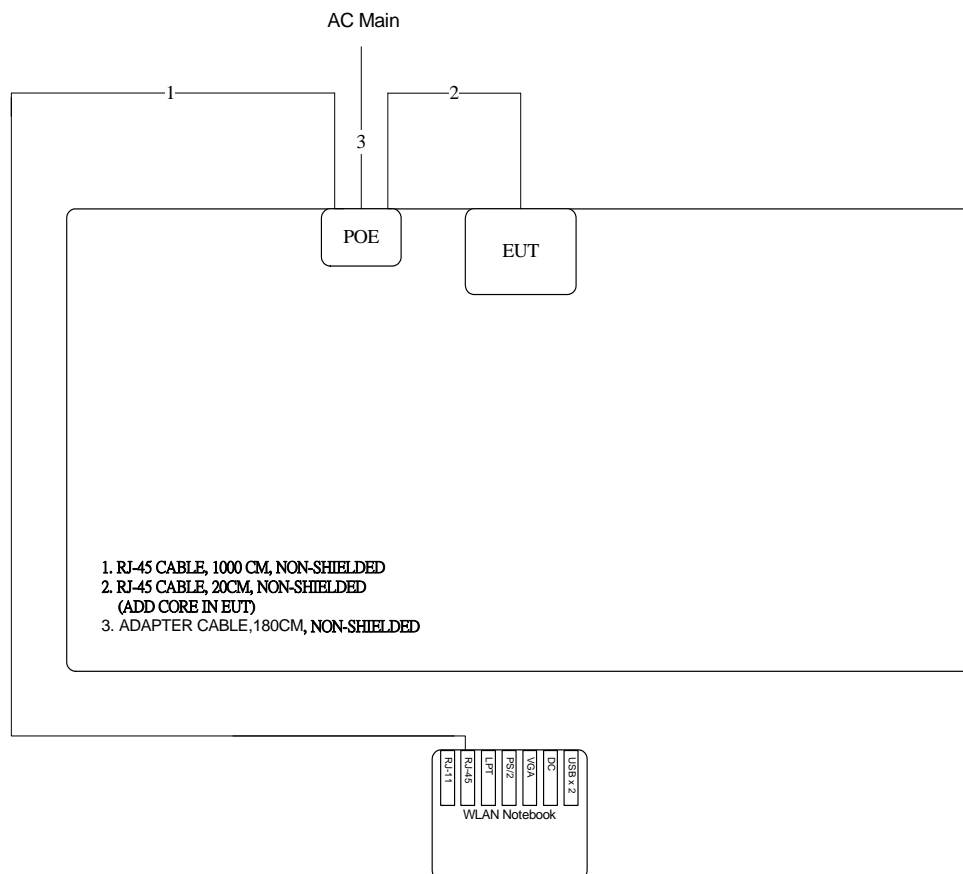 AC Main
1
2
3
POE
EUT
1. RJ-45 CABLE, 1000 CM, NON-SHIELDED
2. RJ-45 CABLE, 20CM, NON-SHIELDED
(ADD CORE IN EUT)
3. ADAPTER CABLE,180CM, NON-SHIELDED
RJ-11
RJ-45
LPT
PS/2
VGA
DC
USB x 2
WLAN Notebook